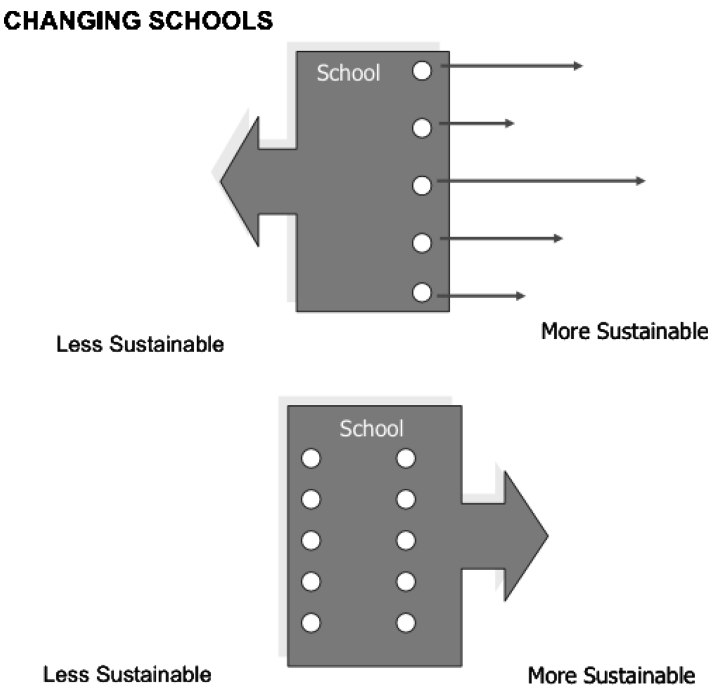 CHANGING SCHOOLS
School
Less Sustainable
More Sustainable
School
Less Sustainable
More Sustainable